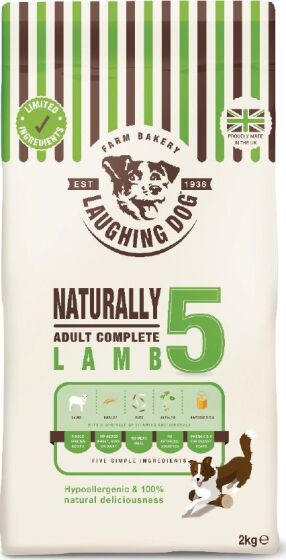 LIMITED
INGREDIENTS
PROUDLY MADE
IN THE UK
FARM BAKERY
EST 1936
LAUGHING DOG
NATURALLY 5
ADULT COMPLETE
LAMB
LAMB
BARLEY
RICE
ALFALFA
FIVE SIMPLE INGREDIENTS
Hypoallergenic & 100%
natural deliciousness
2kg e